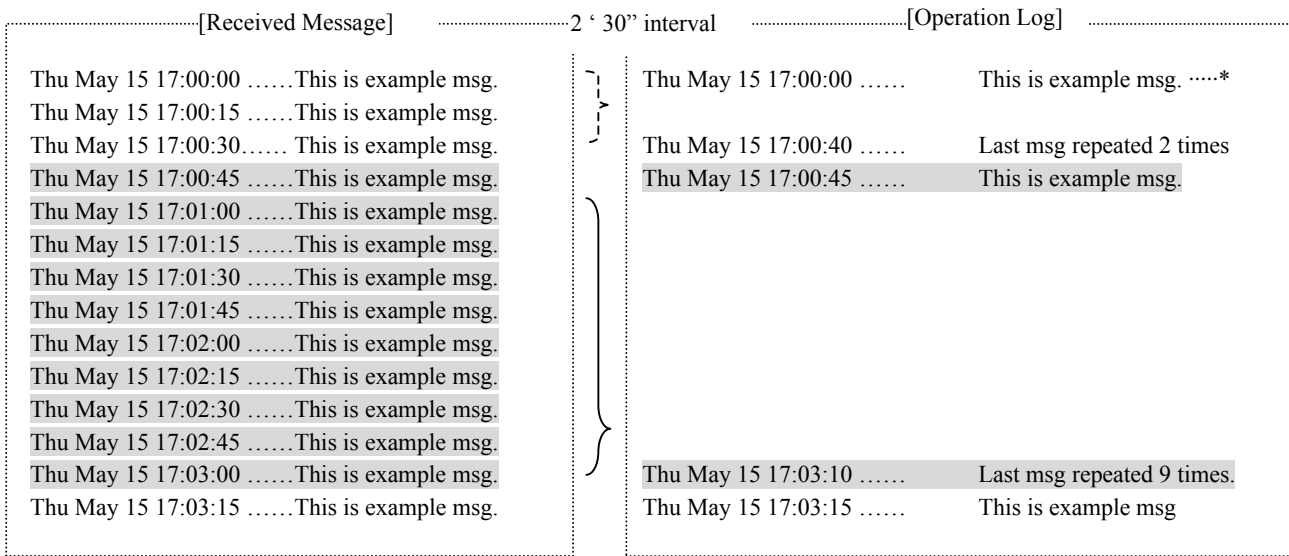 [Received Message] 2 ‘ 30” interval [Operation Log]
Thu May 15 17:00:00 ……This is example msg. Thu May 15 17:00:00 …… This is example msg. ·····*
Thu May 15 17:00:15 ……This is example msg.
Thu May 15 17:00:30…… This is example msg. Thu May 15 17:00:40 …… Last msg repeated 2 times
Thu May 15 17:00:45 ……This is example msg. Thu May 15 17:00:45 …… This is example msg.
Thu May 15 17:01:00 ……This is example msg.
Thu May 15 17:01:15 ……This is example msg.
Thu May 15 17:01:30 ……This is example msg.
Thu May 15 17:01:45 ……This is example msg.
Thu May 15 17:02:00 ……This is example msg.
Thu May 15 17:02:15 ……This is example msg.
Thu May 15 17:02:30 ……This is example msg.
Thu May 15 17:02:45 ……This is example msg.
Thu May 15 17:03:00 ……This is example msg. Thu May 15 17:03:10 …… Last msg repeated 9 times.
Thu May 15 17:03:15 ……This is example msg. Thu May 15 17:03:15 …… This is example msg